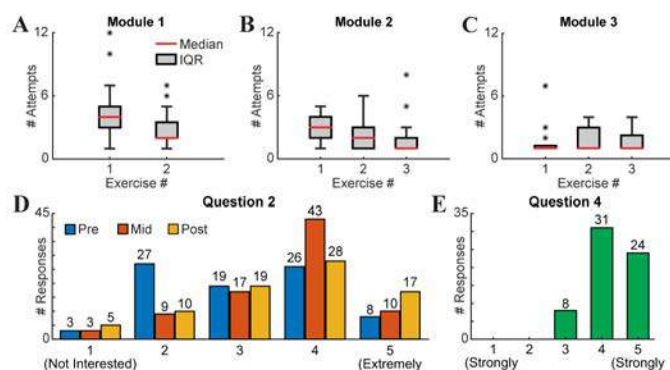 A Module 1
B Module 2
C Module 3
12
12
12
Median
IQR
# Attempts
# Attempts
# Attempts
6
6
6
0
0
0
1 2
1 2 3
1 2 3
Exercise #
Exercise #
Exercise #
D Question 2
E Question 4
45
35
Pre Mid Post
# Responses
# Responses
3 3 5
27 9 10
19 17 19
26 43 28
8 10 17
8 31 24
0
0
1 2 3 4 5
1 2 3 4 5
(Not Interested) (Extremely
(Strongly (Strongly